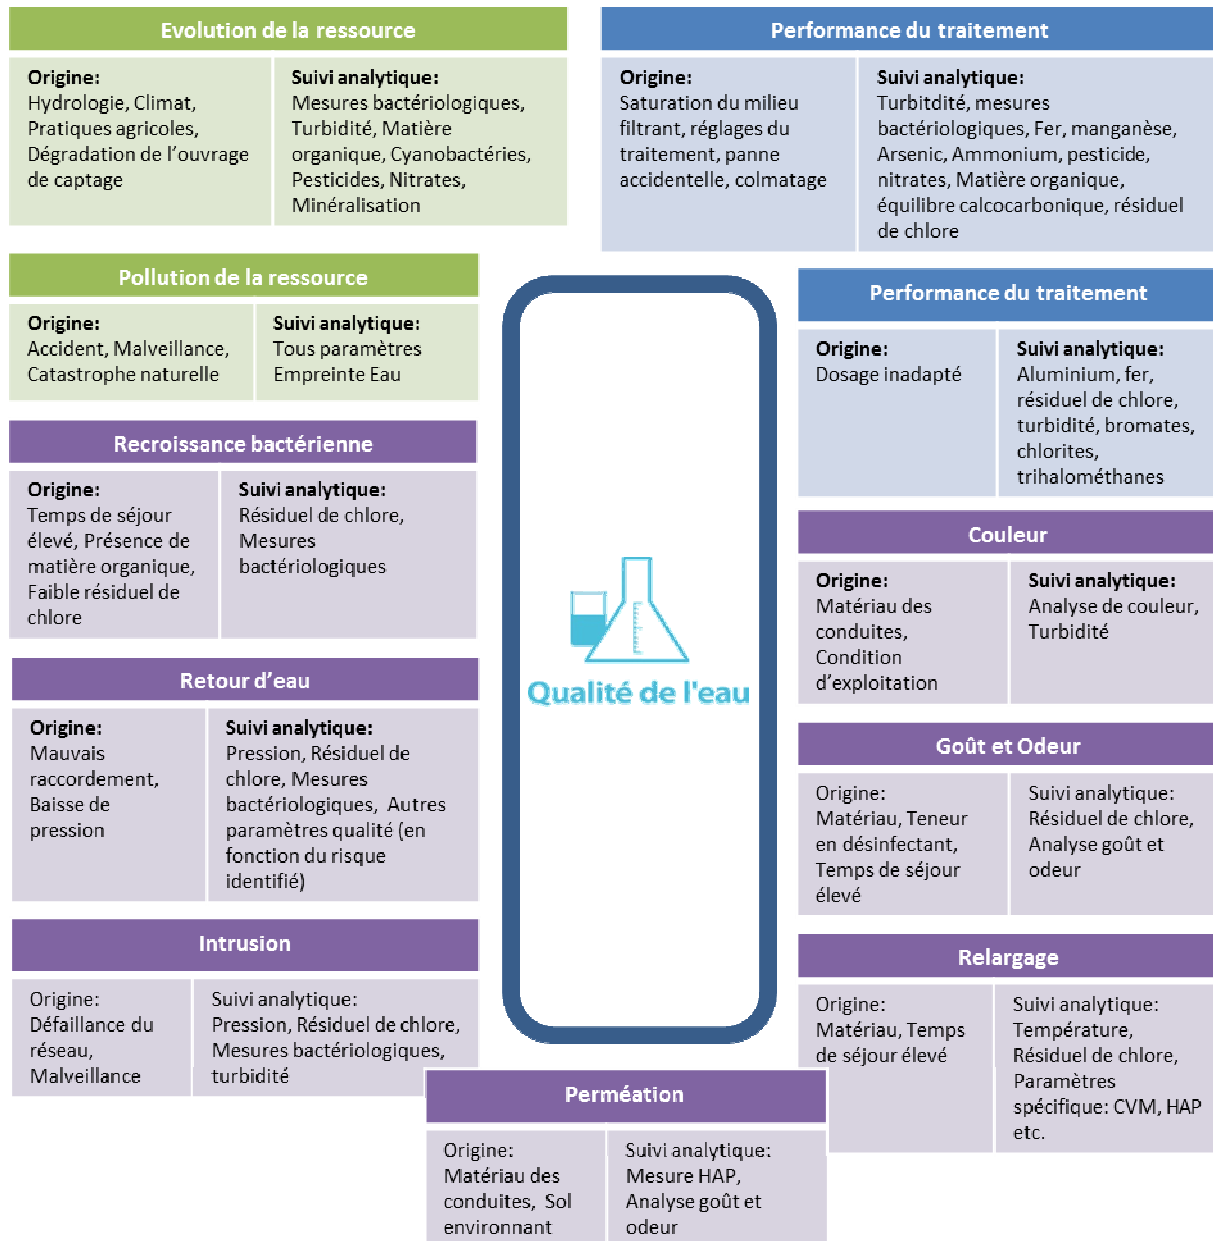 Evolution de la ressource
Origine:
Hydrologie, Climat,
Pratiques agricoles,
Dégradation de l'ouvrage
de captage
Suivi analytique:
Mesures bactériologiques,
Turbidité, Matière
organique, Cyanobactéries,
Pesticides, Nitrates,
Minéralisation
Performance du traitement
Origine:
Saturation du milieu
filtrant, réglages du
traitement, panne
accidentelle, colmatage
Suivi analytique:
Turbitdité, mesures
bactériologiques, Fer, manganèse,
Arsenic, Ammonium, pesticide,
nitrates, Matière organique,
équilibre calcocarbonique, résiduel
de chlore
Pollution de la ressource
Origine:
Accident, Malveillance,
Catastrophe naturelle
Suivi analytique:
Tous paramètres
Empreinte Eau
Performance du traitement
Origine:
Dosage inadapté
Suivi analytique:
Aluminium, fer,
résiduel de chlore,
turbidité, bromates,
chlorites,
trihalométhanes
Recroissance bactérienne
Origine:
Temps de séjour
élevé, Présence de
matière organique,
Faible résiduel de
chlore
Suivi analytique:
Résiduel de chlore,
Mesures
bactériologiques
Couleur
Origine:
Matériau des
conduites,
Condition
d'exploitation
Suivi analytique:
Analyse de couleur,
Turbidité
Qualité de l'eau
Retour d'eau
Origine:
Mauvais
raccordement,
Baisse de
pression
Suivi analytique:
Pression, Résiduel de
chlore, Mesures
bactériologiques, Autres
paramètres qualité (en
fonction du risque
identifié)
Goût et Odeur
Origine:
Matériau, Teneur
en désinfectant,
Temps de séjour
élevé
Suivi analytique:
Résiduel de chlore,
Analyse goût et
odeur
Intrusion
Origine:
Défaillance du
réseau,
Malveillance
Suivi analytique:
Pression, Résiduel de chlore,
Mesures bactériologiques,
turbidité
Relargage
Origine:
Matériau, Temps
de séjour élevé
Suivi analytique:
Température,
Résiduel de chlore,
Paramètres
spécifique: CVM, HAP
etc.
Perméation
Origine:
Matériau des
conduites, Sol
environnant
Suivi analytique:
Mesure HAP,
Analyse goût et
odeur